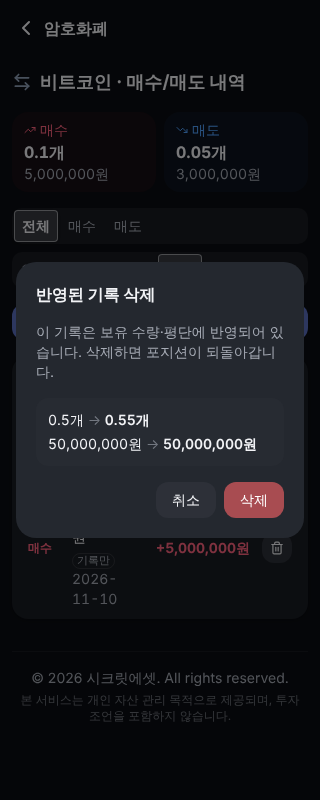 암호화폐
비트코인 · 매수/매도 내역
매수
0.1개
5,000,000원
매도
0.05개
3,000,000원
전체 매수 매도
반영된 기록 삭제
이 기록은 보유 수량·평단에 반영되어 있
습니다. 삭제하면 포지션이 되돌아갑니
다.
0.5개 → 0.55개
50,000,000원 → 50,000,000원
취소 삭제
원
매수
기록만
+5,000,000원
2026-
11-10
© 2026 시크릿에셋. All rights reserved.
본 서비스는 개인 자산 관리 목적으로 제공되며, 투자
조언을 포함하지 않습니다.